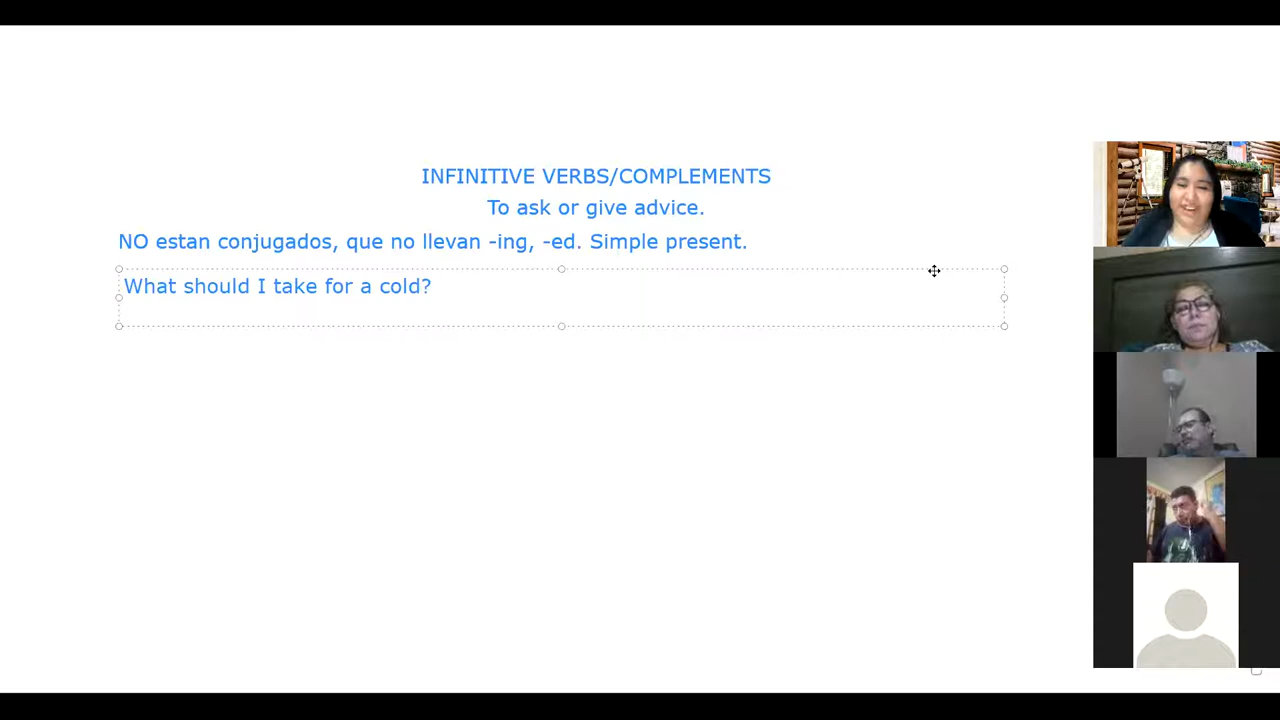 INFINITIVE VERBS/COMPLEMENTS
To ask or give advice.
NO estan conjugados, que no llevan -ing, -ed. Simple present.
What should I take for a cold?